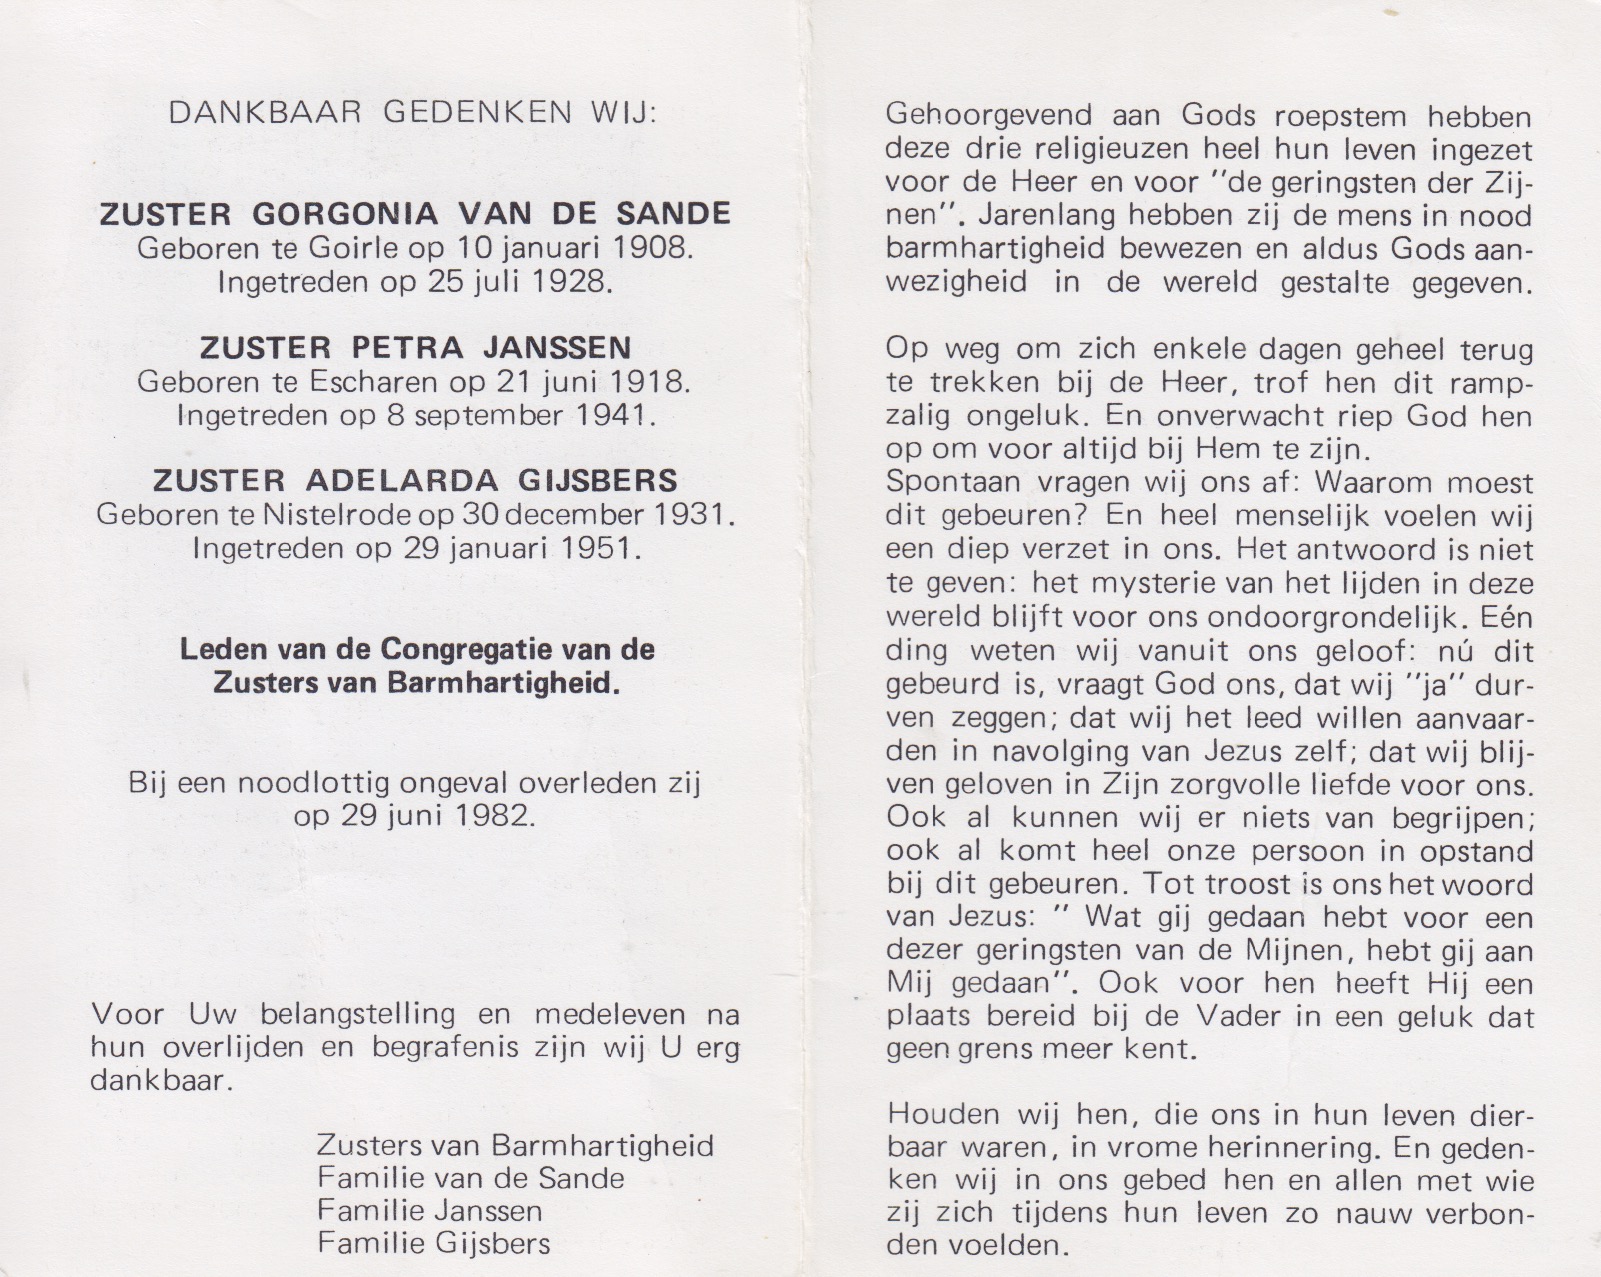 DANKBAAR GEDENKEN WIJ:
ZUSTER GORGONIA VAN DE SANDE
Geboren te Goirle op 10 januari 1908.
Ingetreden op 25 juli 1928.
ZUSTER PETRA JANSSEN
Geboren te Escharen op 21 juni 1918.
Ingetreden op 8 september 1941.
ZUSTER ADELARDA GIJSBERS
Geboren te Nistelrode op 30 december 1931.
Ingetreden op 29 januari 1951.
Leden van de Congregatie van de
Zusters van Barmhartigheid.
Bij een noodlottig ongeval overleden zij
op 29 juni 1982.
Voor Uw belangstelling en medeleven na
hun overlijden en begrafenis zijn wij U erg
dankbaar.
Zusters van Barmhartigheid
Familie van de Sande
Familie Janssen
Familie Gijsbers
Gehoorgevend aan Gods roepstem hebben
deze drie religieuzen heel hun leven ingezet
voor de Heer en voor "de geringsten der Zij-
nen". Jarenlang hebben zij de mens in nood
barmhartigheid bewezen en aldus Gods aan-
wezigheid in de wereld gestalte gegeven.
Op weg om zich enkele dagen geheel terug
te trekken bij de Heer, trof hen dit ramp-
zalig ongeluk. En onverwacht riep God hen
op om voor altijd bij Hem te zijn.
Spontaan vragen wij ons af: Waarom moest
dit gebeuren? En heel menselijk voelen wij
een diep verzet in ons. Het antwoord is niet
te geven: het mysterie van het lijden in deze
wereld blijft voor ons ondoorgrondelijk. Eén
ding weten wij vanuit ons geloof: nú dit
gebeurd is, vraagt God ons, dat wij "ja" dur-
ven zeggen; dat wij het leed willen aanvaar-
den in navolging van Jezus zelf; dat wij blij-
ven geloven in Zijn zorgvolle liefde voor ons.
Ook al kunnen wij er niets van begrijpen;
ook al komt heel onze persoon in opstand
bij dit gebeuren. Tot troost is ons het woord
van Jezus: " Wat gij gedaan hebt voor een
dezer geringsten van de Mijnen, hebt gij aan
Mij gedaan". Ook voor hen heeft Hij een
plaats bereid bij de Vader in een geluk dat
geen grens meer kent.
Houden wij hen, die ons in hun leven dier-
baar waren, in vrome herinnering. En geden-
ken wij in ons gebed hen en allen met wie
zij zich tijdens hun leven zo nauw verbon-
den voelden.